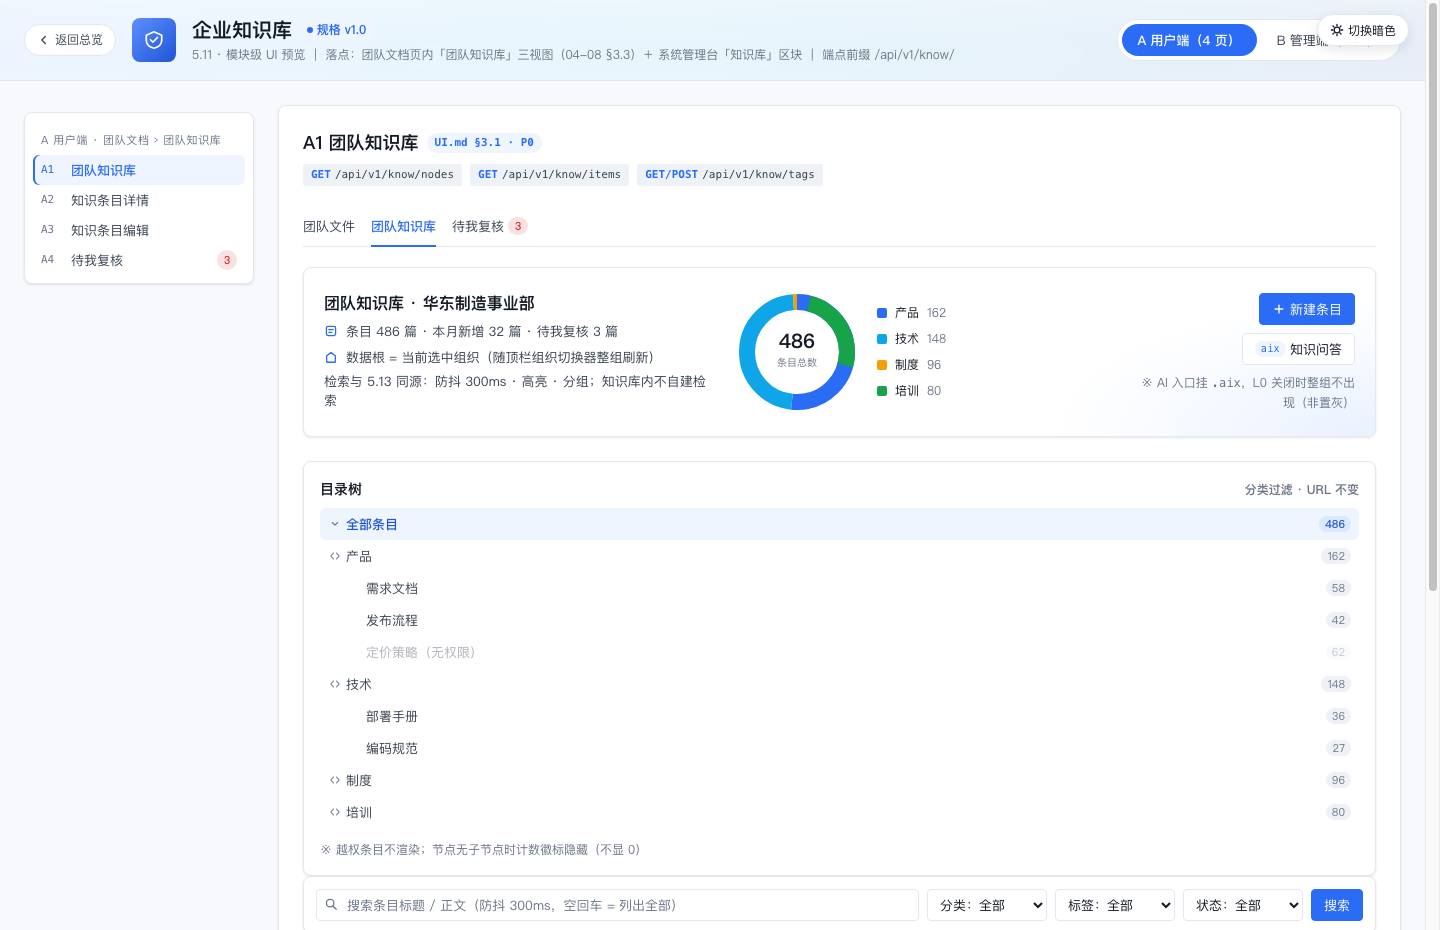 返回总览
企业知识库
规格 v1.0
5.11 · 模块级 UI 预览 | 落点：团队文档页内「团队知识库」三视图（04–08 §3.3）+ 系统管理台「知识库」区块 | 端点前缀 /api/v1/know/
A 用户端（4 页）
B 管理端
切换暗色
A 用户端 · 团队文档 > 团队知识库
A1 团队知识库
A2 知识条目详情
A3 知识条目编辑
A4 待我复核 3
A1 团队知识库 UI.md §3.1 · P0
GET /api/v1/know/nodes GET /api/v1/know/items GET/POST /api/v1/know/tags
团队文件 团队知识库 待我复核 3
团队知识库 · 华东制造事业部
条目 486 篇 · 本月新增 32 篇 · 待我复核 3 篇
数据根 = 当前选中组织（随顶栏组织切换器整组刷新）
检索与 5.13 同源：防抖 300ms · 高亮 · 分组；知识库内不自建检
索
486
条目总数
产品 162
技术 148
制度 96
培训 80
+ 新建条目
aix 知识问答
※ AI 入口挂 .aix，L0 关闭时整组不出
现（非置灰）
目录树 分类过滤 · URL 不变
全部条目 486
产品 162
需求文档 58
发布流程 42
定价策略（无权限） 62
技术 148
部署手册 36
编码规范 27
制度 96
培训 80
※ 越权条目不渲染；节点无子节点时计数徽标隐藏（不显 0）
搜索条目标题 / 正文（防抖 300ms，空回车 = 列出全部） 分类：全部 标签：全部 状态：全部 搜索